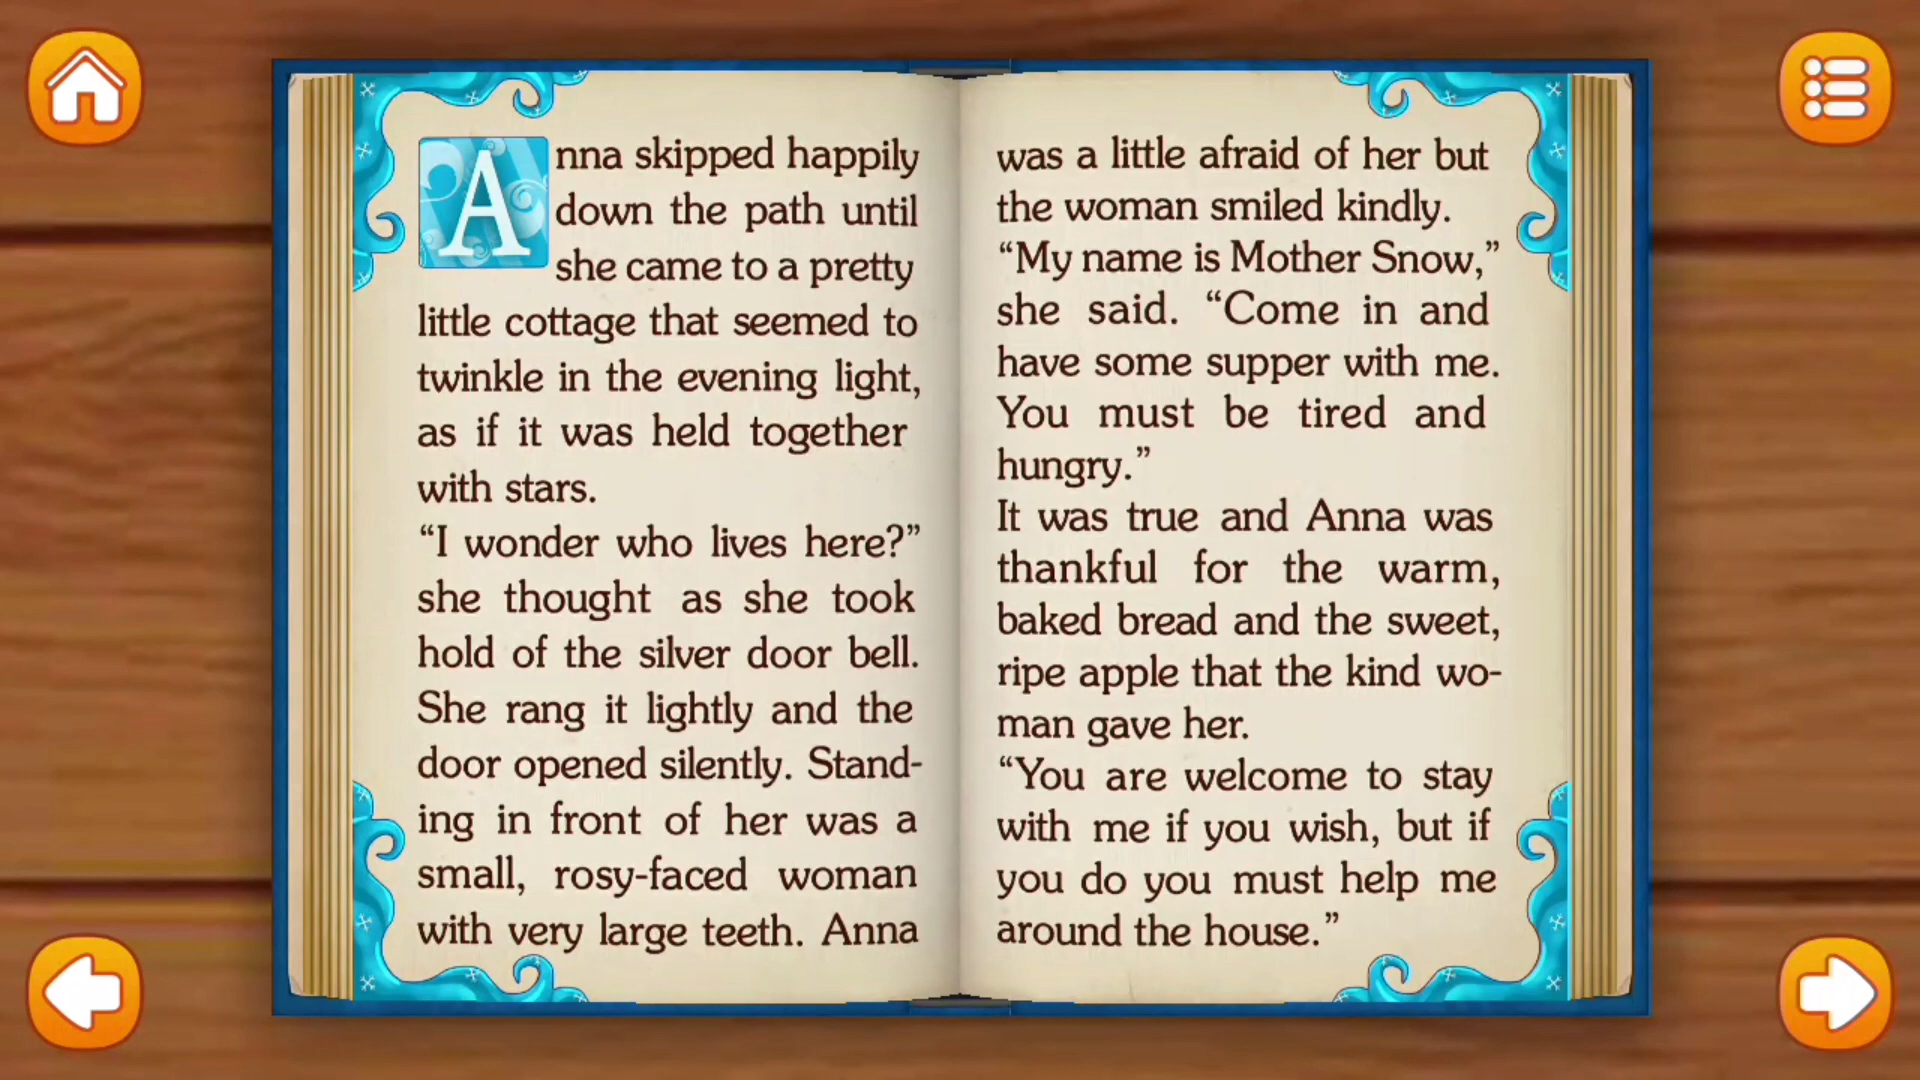 Anna skipped happily
down the path until
she came to a pretty
little cottage that seemed to
twinkle in the evening light,
as if it was held together
with stars.
“I wonder who lives here?”
she thought as she took
hold of the silver door bell.
She rang it lightly and the
door opened silently. Stand-
ing in front of her was a
small, rosy-faced woman
with very large teeth. Anna
was a little afraid of her but
the woman smiled kindly.
“My name is Mother Snow,”
she said. “Come in and
have some supper with me.
You must be tired and
hungry.”
It was true and Anna was
thankful for the warm,
baked bread and the sweet,
ripe apple that the kind wo-
man gave her.
“You are welcome to stay
with me if you wish, but if
you do you must help me
around the house.”